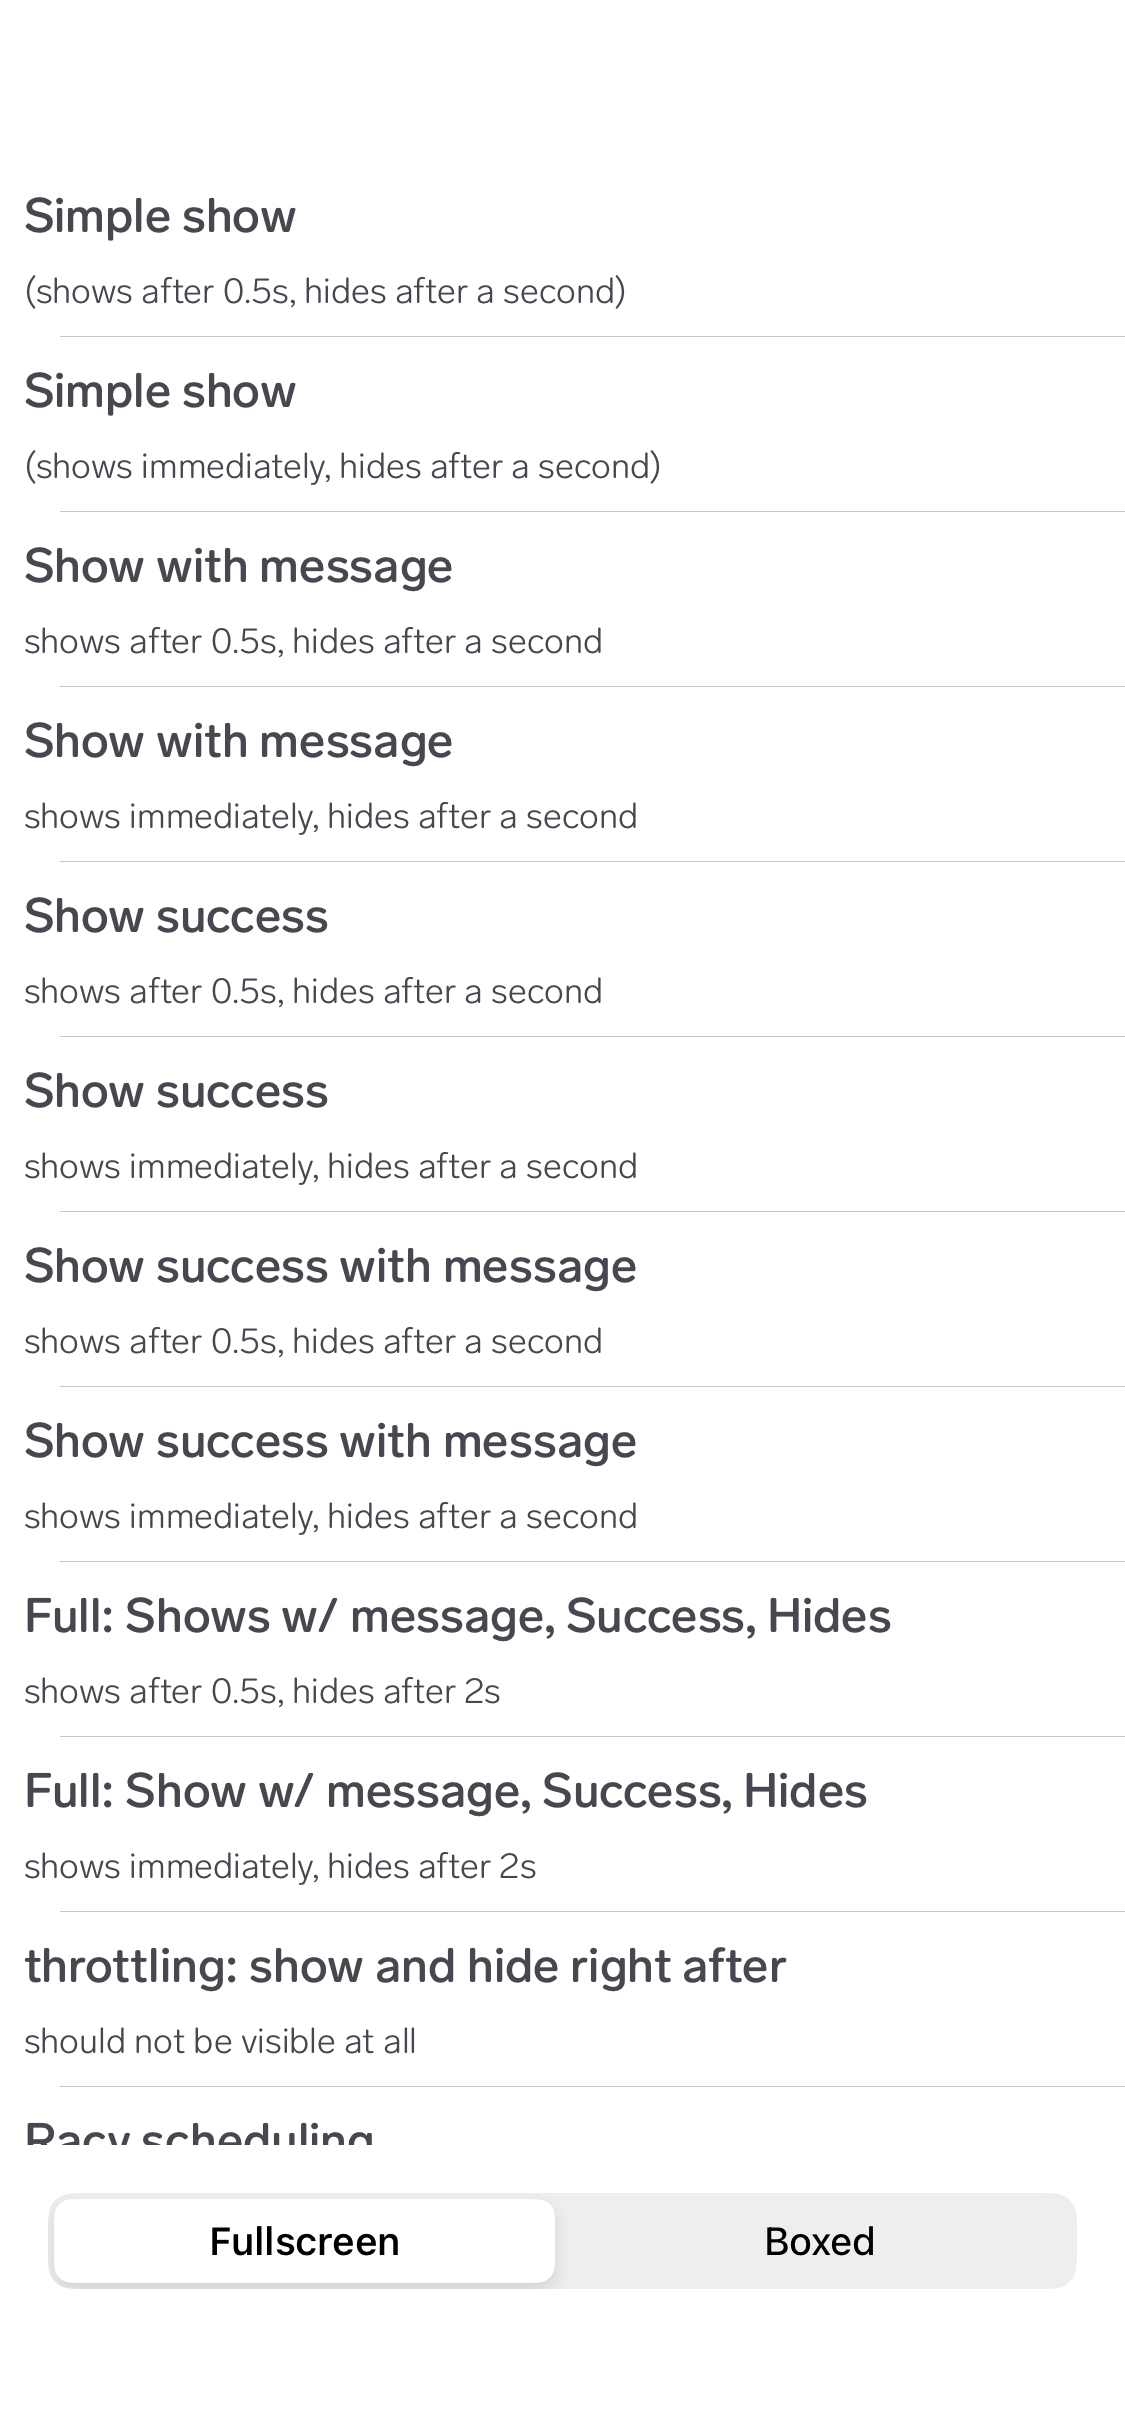 Simple show
(shows after 0.5s, hides after a second)
Simple show
(shows immediately, hides after a second)
Show with message
shows after 0.5s, hides after a second
Show with message
shows immediately, hides after a second
Show success
shows after 0.5s, hides after a second
Show success
shows immediately, hides after a second
Show success with message
shows after 0.5s, hides after a second
Show success with message
shows immediately, hides after a second
Full: Shows w/ message, Success, Hides
shows after 0.5s, hides after 2s
Full: Show w/ message, Success, Hides
shows immediately, hides after 2s
throttling: show and hide right after
should not be visible at all
Racy scheduling
Fullscreen
Boxed